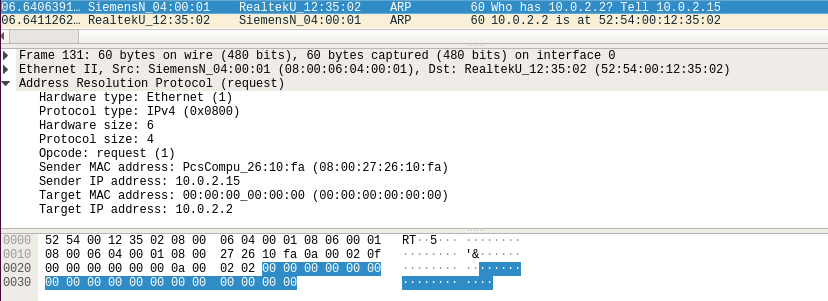 06.6406391… SiemensN_04:00:01 RealtekU_12:35:02 ARP 60 Who has 10.0.2.2? Tell 10.0.2.15
06.6411262… RealtekU_12:35:02 SiemensN_04:00:01 ARP 60 10.0.2.2 is at 52:54:00:12:35:02
Frame 131: 60 bytes on wire (480 bits), 60 bytes captured (480 bits) on interface 0
Ethernet II, Src: SiemensN_04:00:01 (08:00:06:04:00:01), Dst: RealtekU_12:35:02 (52:54:00:12:35:02)
Address Resolution Protocol (request)
Hardware type: Ethernet (1)
Protocol type: IPv4 (0x0800)
Hardware size: 6
Protocol size: 4
Opcode: request (1)
Sender MAC address: PcsCompu_26:10:fa (08:00:27:26:10:fa)
Sender IP address: 10.0.2.15
Target MAC address: 00:00:00_00:00:00 (00:00:00:00:00:00)
Target IP address: 10.0.2.2
0000 52 54 00 12 35 02 08 00 06 04 00 01 08 06 00 01 RT··5··· ········
0010 08 00 06 04 00 01 08 00 27 26 10 fa 0a 00 02 0f ········ '&······
0020 00 00 00 00 00 00 0a 00 02 02 00 00 00 00 00 00 ········ ········
0030 00 00 00 00 00 00 00 00 00 00 00 00 ········ ····